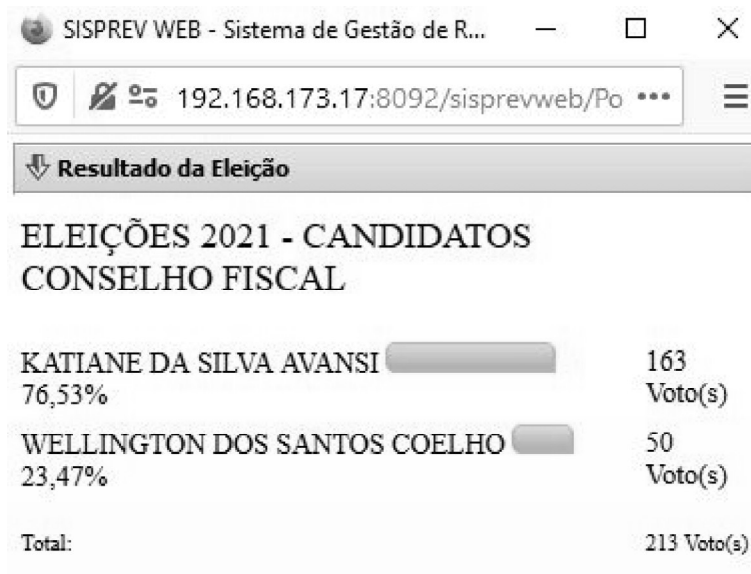 SISPREV WEB - Sistema de Gestão de R...
192.168.173.17:8092/sisprevweb/Po
Resultado da Eleição
ELEIÇÕES 2021 - CANDIDATOS
CONSELHO FISCAL
KATIANE DA SILVA AVANSI 163
76,53% Voto(s)
WELLINGTON DOS SANTOS COELHO 50
23,47% Voto(s)
Total: 213 Voto(s)